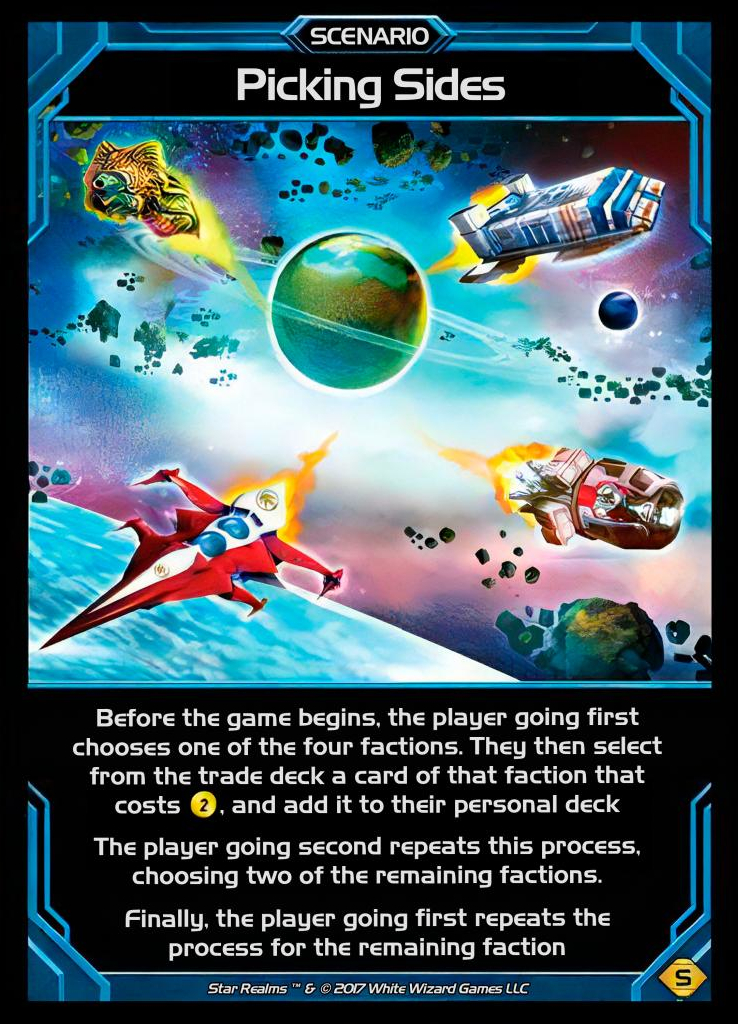 SCENARIO
Picking Sides
Before the game begins, the player going first
chooses one of the four factions. They then select
from the trade deck a card of that faction that
costs 2, and add it to their personal deck
The player going second repeats this process,
choosing two of the remaining factions.
Finally, the player going first repeats the
process for the remaining faction
S
Star Realms ™ & © 2017 White Wizard Games LLC